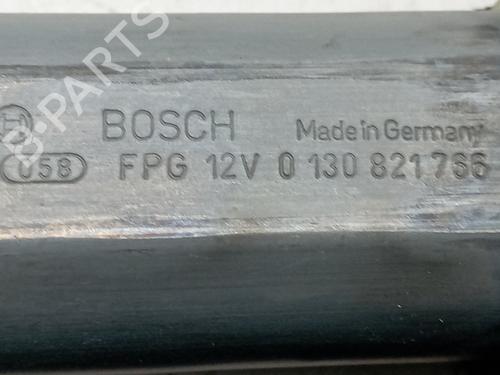 B-PARTS
BOSCH Made in Germany
058 FPG 12V 0 130 821 766